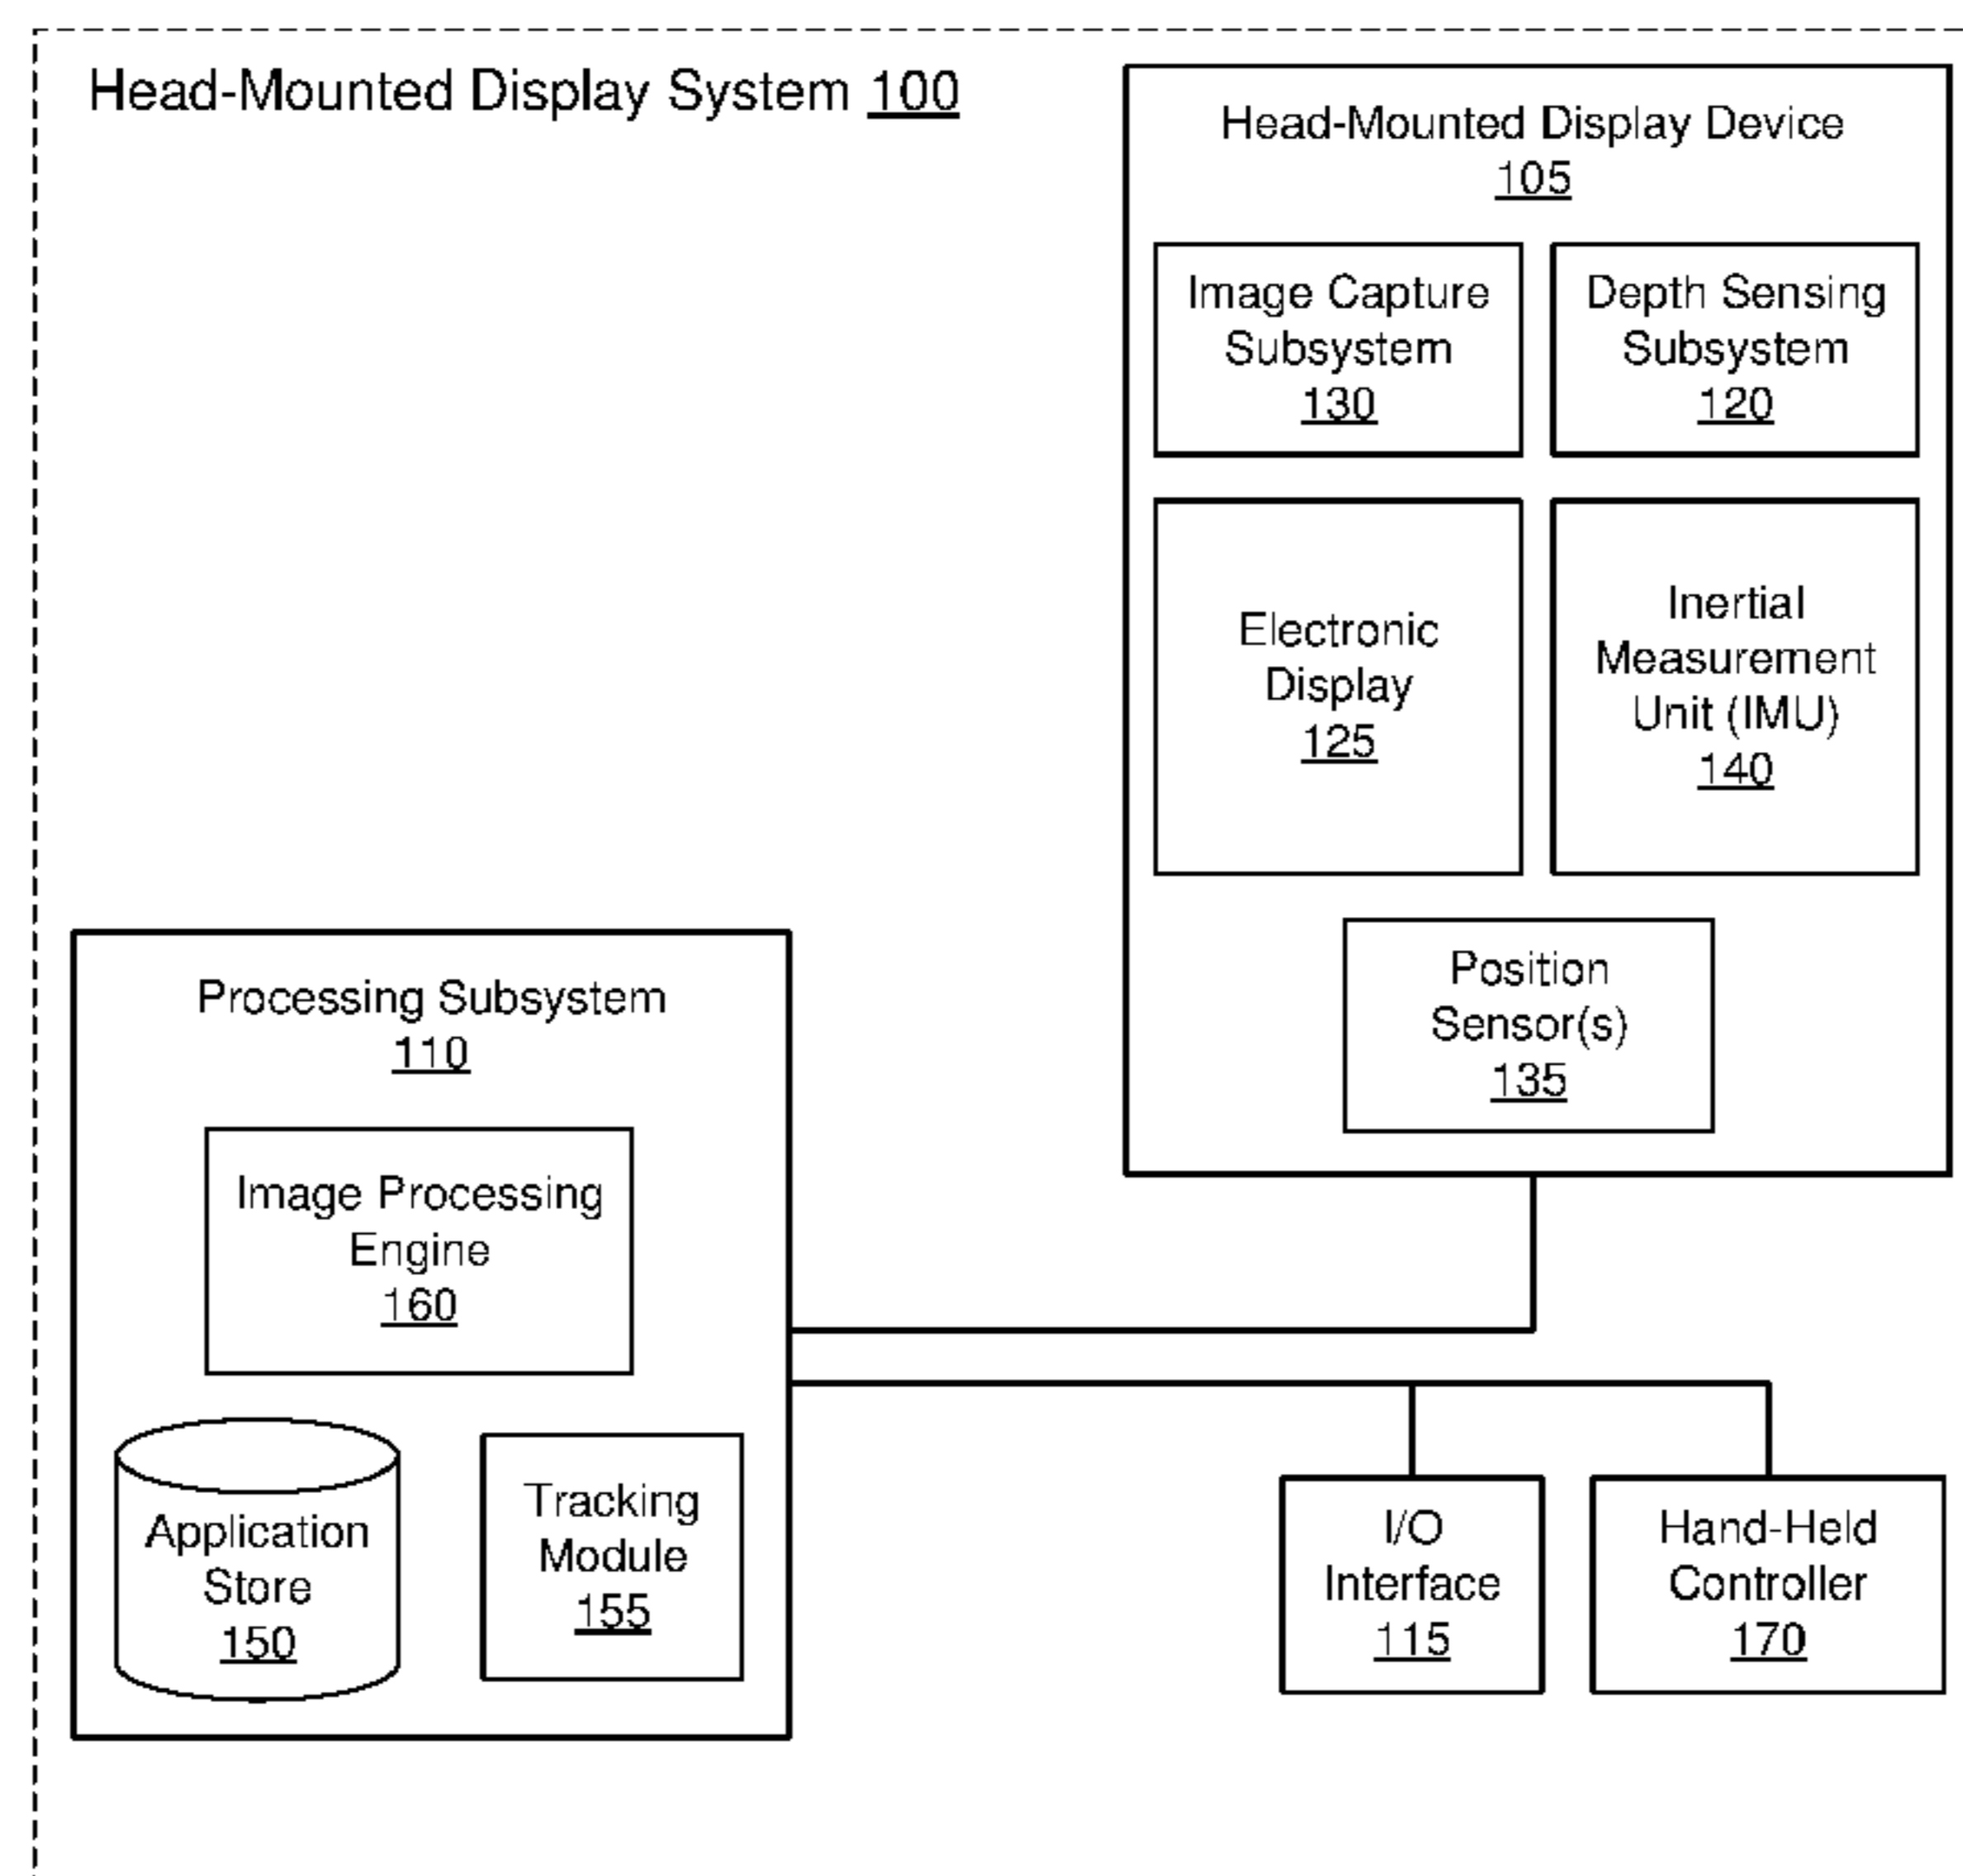 Head-Mounted Display System 100
Head-Mounted Display Device
105
Image Capture
Subsystem
130
Depth Sensing
Subsystem
120
Electronic
Display
125
Inertial
Measurement
Unit (IMU)
140
Position
Sensor(s)
135
Processing Subsystem
110
Image Processing
Engine
160
Application
Store
150
Tracking
Module
155
I/O
Interface
115
Hand-Held
Controller
170